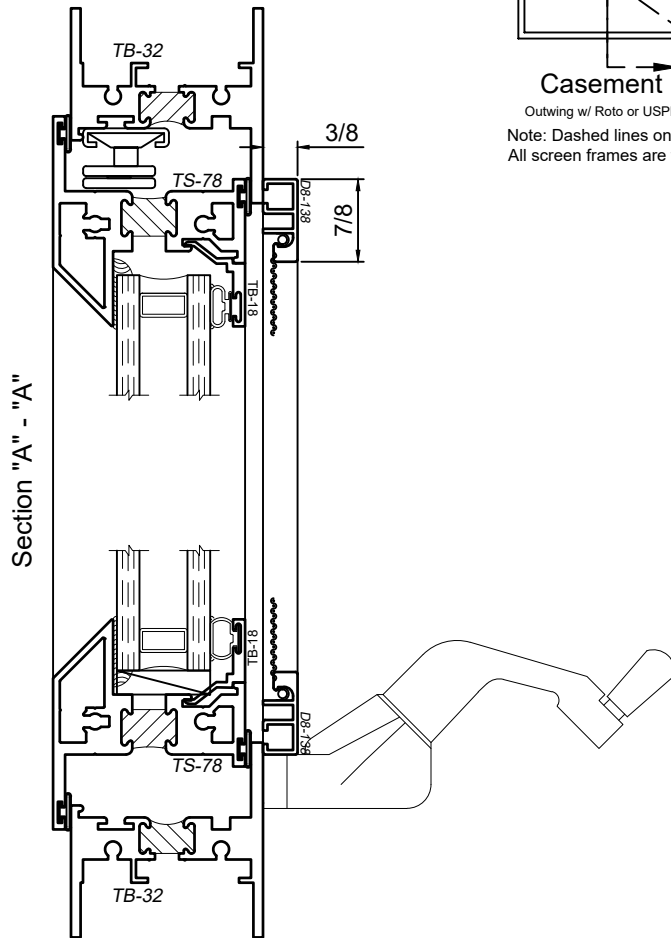 TB-32
Casement
Outwing w/ Roto or
Note: Dashed lines on
All screen frames are
3/8
TS-78
D8-138
7/8
TB-18
Section "A" - "A"
TB-18
D8-138
TS-78
TB-32